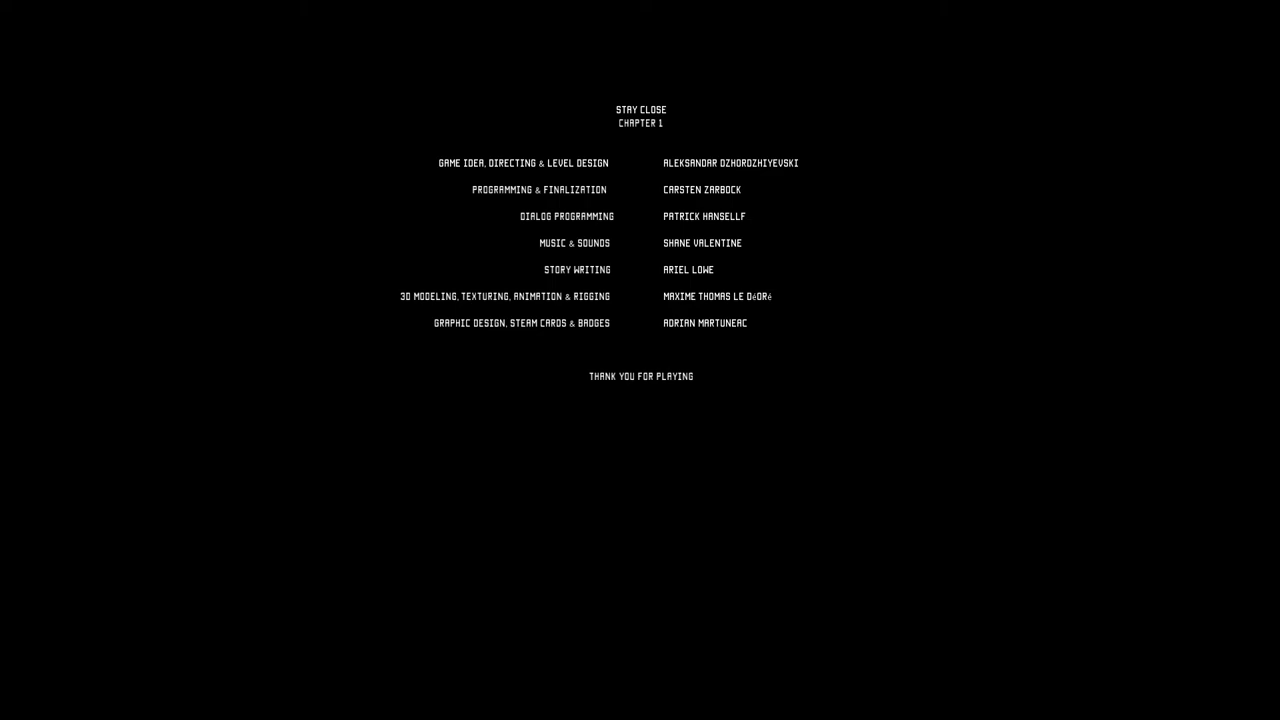 STAY CLOSE
CHAPTER 1
GAME IDEA, DIRECTING & LEVEL DESIGN ALEKSANDAR DZHORDZHIYEVSKI
PROGRAMMING & FINALIZATION CARSTEN ZARBOCK
DIALOG PROGRAMMING PATRICK HANSELLF
MUSIC & SOUNDS SHANE VALENTINE
STORY WRITING ARIEL LOWE
3D MODELING, TEXTURING, ANIMATION & RIGGING MAXIME THOMAS LE DéORé
GRAPHIC DESIGN, STEAM CARDS & BADGES ADRIAN MARTUNEAC
THANK YOU FOR PLAYING